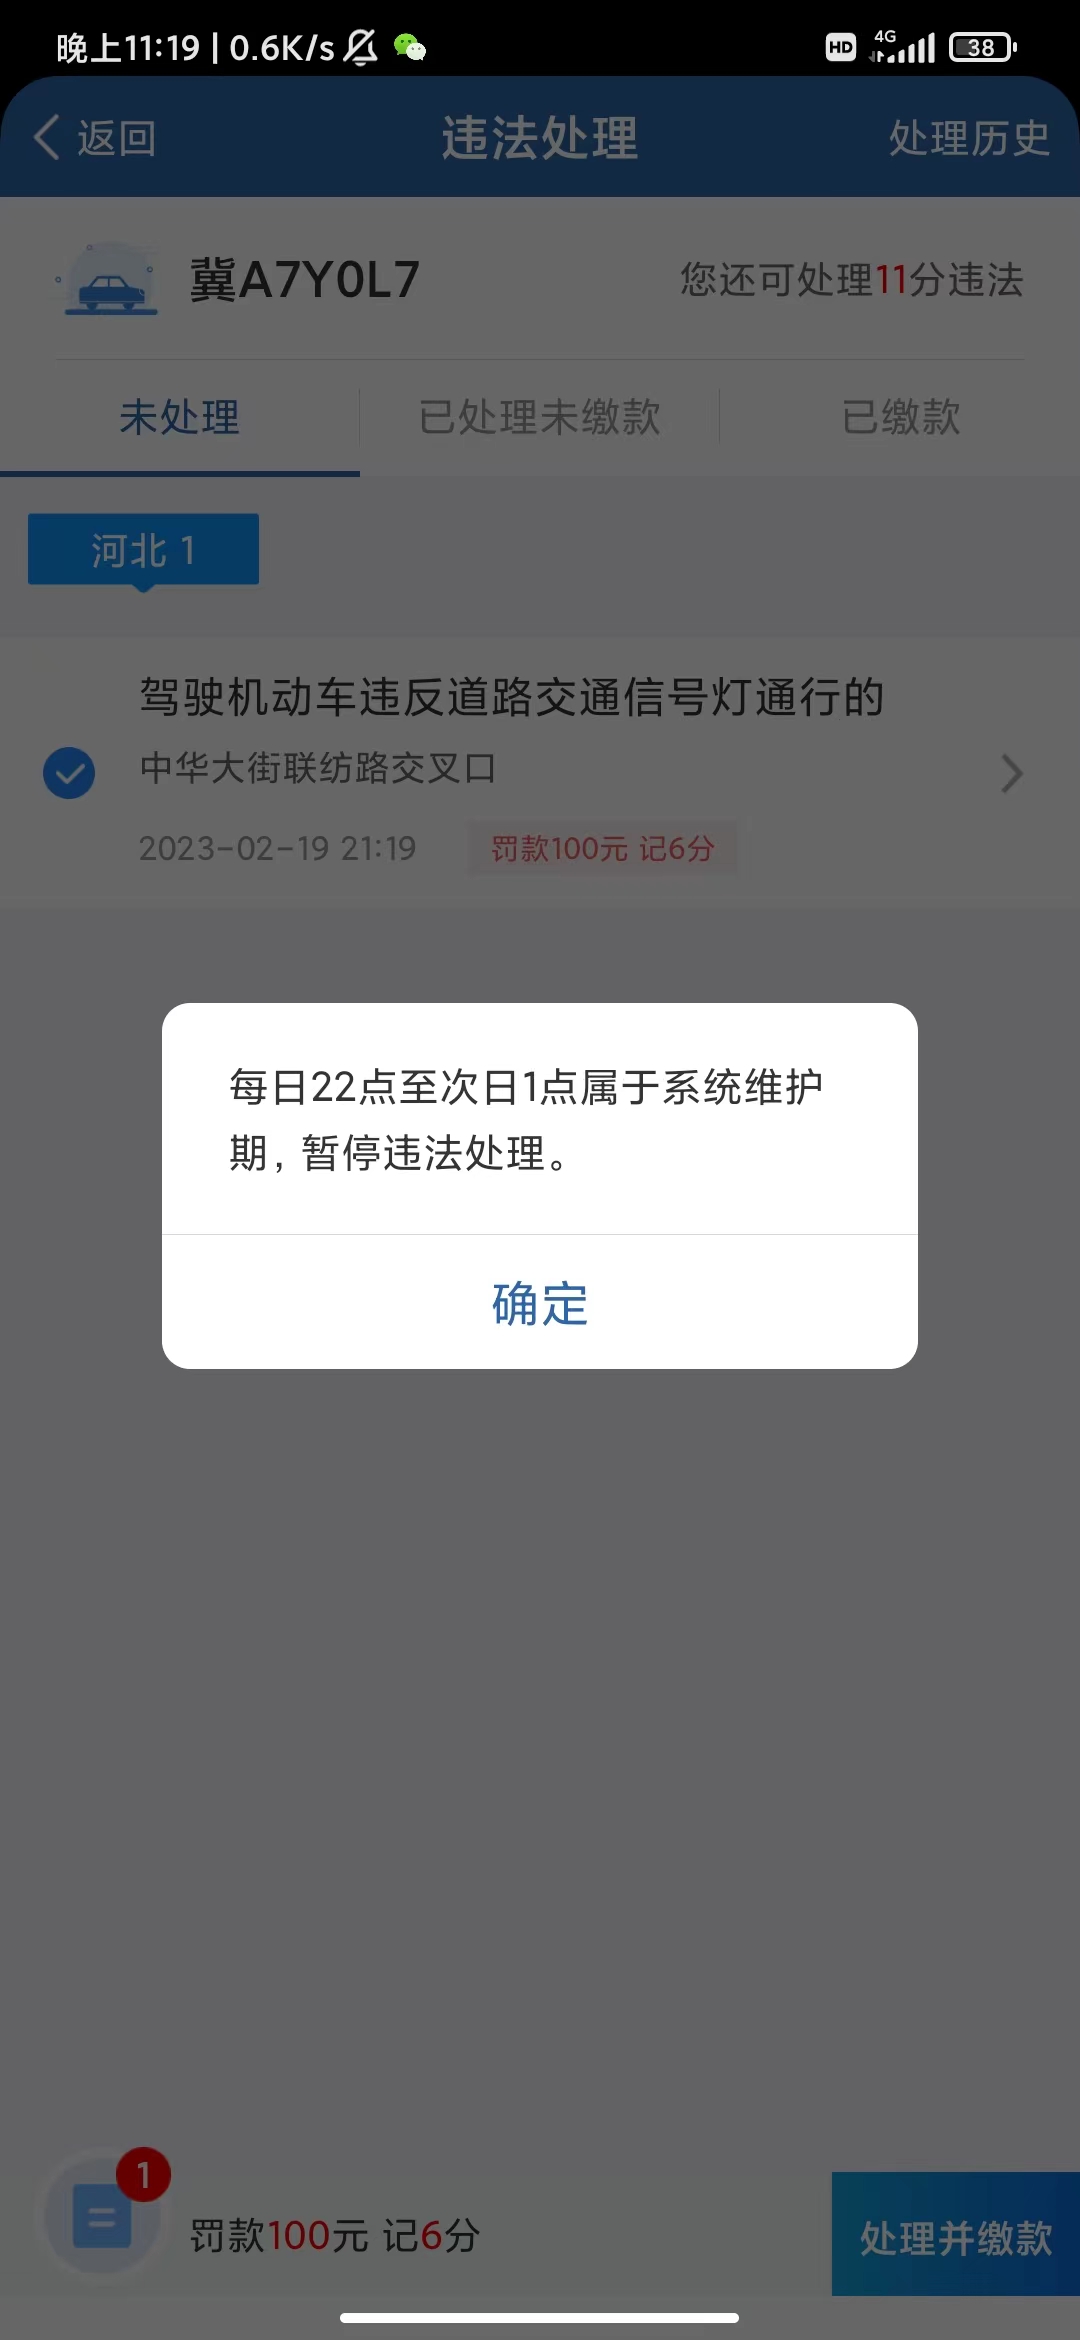 晚上11:19 | 0.6K/s
HD 4G 38
返回 违法处理 处理历史
冀A7Y0L7 您还可处理11分违法
未处理 已处理未缴款 已缴款
河北 1
驾驶机动车违反道路交通信号灯通行的
中华大街联纺路交叉口
2023-02-19 21:19 罚款100元 记6分
每日22点至次日1点属于系统维护
期，暂停违法处理。
确定
1
罚款100元 记6分 处理并缴款